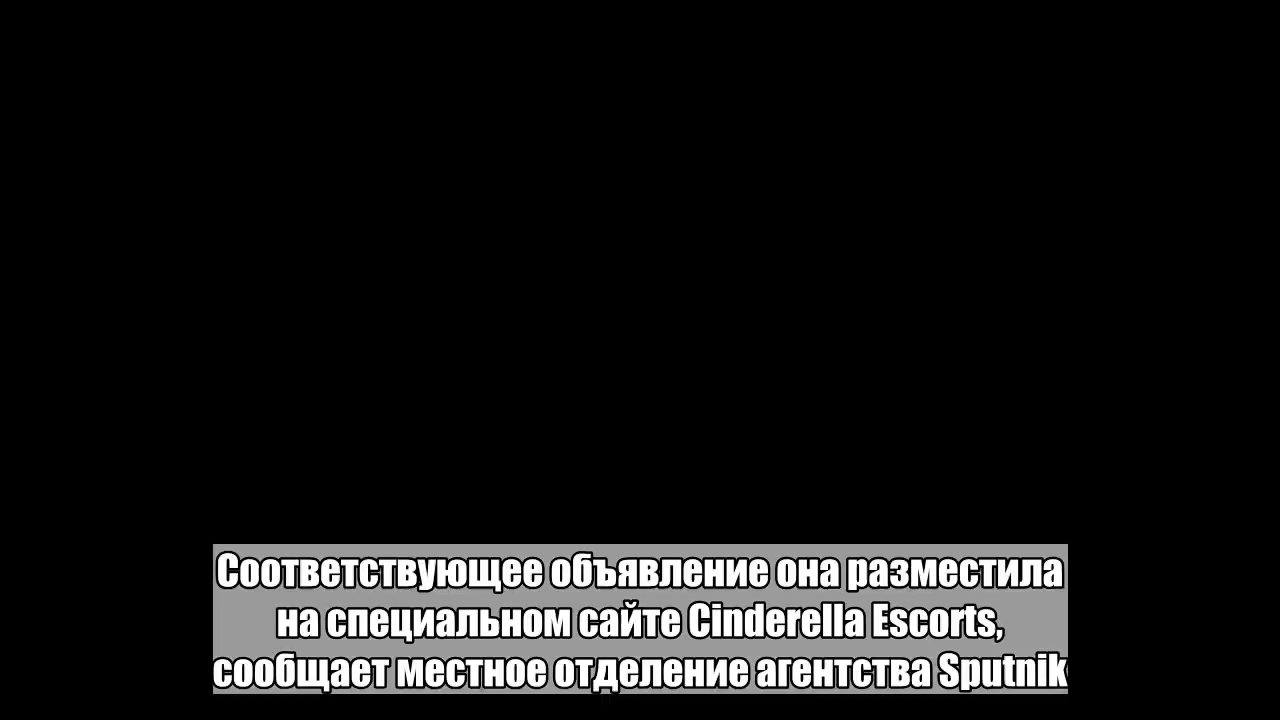 Соответствующее объявление она разместила
на специальном сайте Cinderella Escorts,
сообщает местное отделение агентства Sputnik